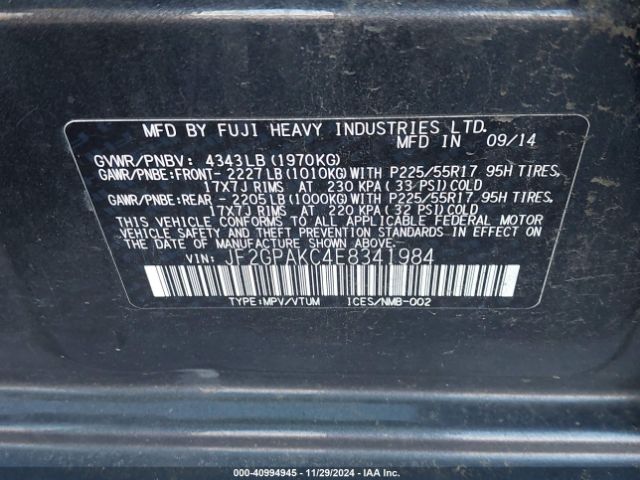 MFD BY FUJI HEAVY INDUSTRIES LTD.
MFD IN 09/14
GVWR/PNBV: 4343LB (1970KG)
GAWR/PNBE:FRONT- 2227LB (1010KG) WITH P225/55R17 95H TIRES,
17X7J RIMS AT 230 KPA (33 PSI) COLD
GAWR/PNBE:REAR - 2205LB (1000KG) WITH P225/55R17 95H TIRES,
17X7J RIMS AT 220 KPA (32 PSI) COLD
THIS VEHICLE CONFORMS TO ALL APPLICABLE FEDERAL MOTOR
VEHICLE SAFETY AND THEFT PREVENTION STANDARDS IN EFFECT ON
THE DATE OF MANUFACTURE SHOWN ABOVE.
VIN: JF2GPAKC4E8341984
TYPE:MPV/VTUM ICES/NMB-002
000-40994945 - 11/29/2024 - IAA Inc.